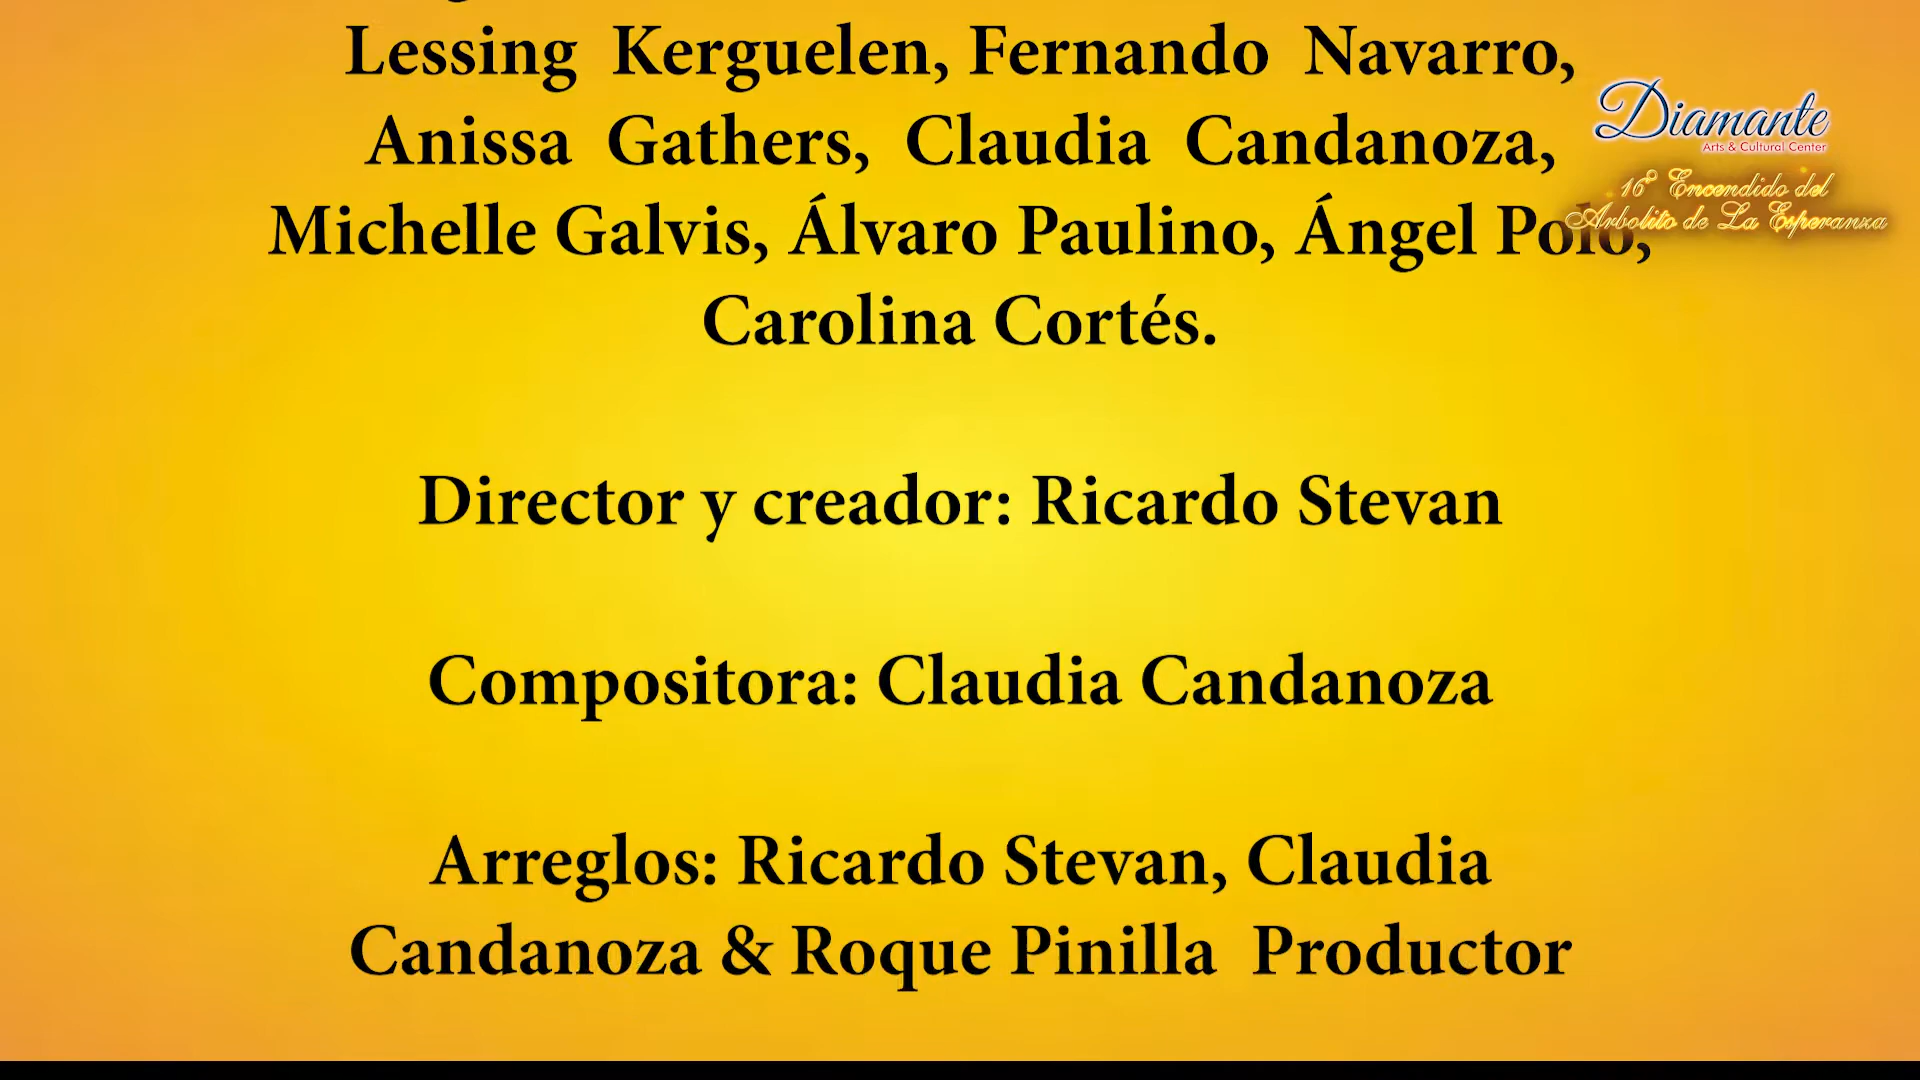 Lessing Kerguelen, Fernando Navarro,
Anissa Gathers, Claudia Candanoza,
Michelle Galvis, Álvaro Paulino, Ángel Polo,
Carolina Cortés.
Director y creador: Ricardo Stevan
Compositora: Claudia Candanoza
Arreglos: Ricardo Stevan, Claudia
Candanoza & Roque Pinilla Productor
Diamante
Arts & Cultural Center
16º Encendido del
Arbolito de La Esperanza